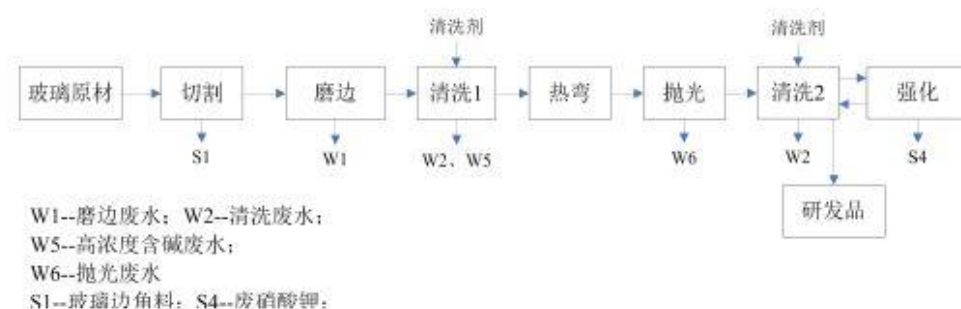 清洗剂 清洗剂
玻璃原材 切割 磨边 清洗1 热弯 抛光 清洗2 强化
S1 W1 W2、W5 W6 W2 S4
研发品
W1--磨边废水；W2--清洗废水；
W5--高浓度含碱废水；
W6--抛光废水
S1--玻璃边角料；S4--废硝酸钾；